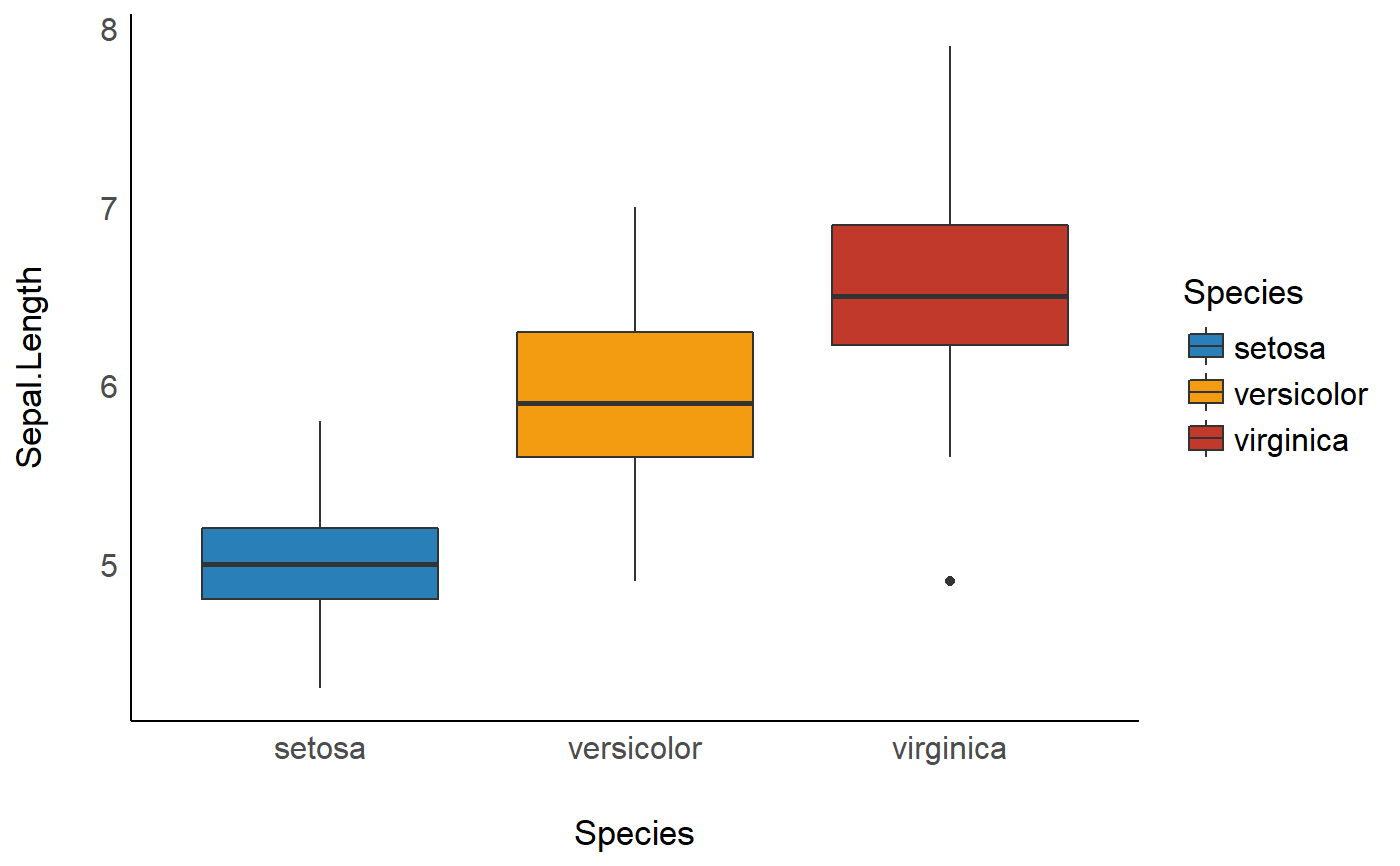 Sepal.Length
8
7
6
5
setosa versicolor virginica
Species
Species
setosa
versicolor
virginica